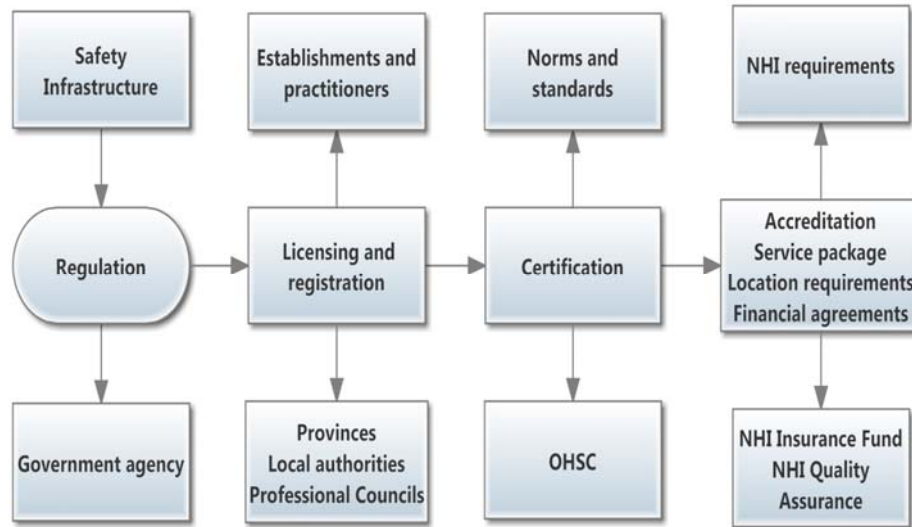 Safety
Infrastructure
Establishments and
practitioners
Norms and
standards
NHI requirements
Regulation
Licensing and
registration
Certification
Accreditation
Service package
Location requirements
Financial agreements
Government agency
Provinces
Local authorities
Professional Councils
OHSC
NHI Insurance Fund
NHI Quality
Assurance